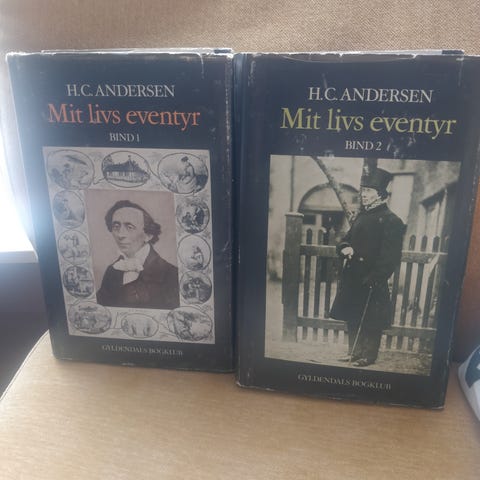 H.C. ANDERSEN
Mit livs eventyr
BIND 1
GYLDENDALS BOGKLUB
H.C. ANDERSEN
Mit livs eventyr
BIND 2
GYLDENDALS BOGKLUB